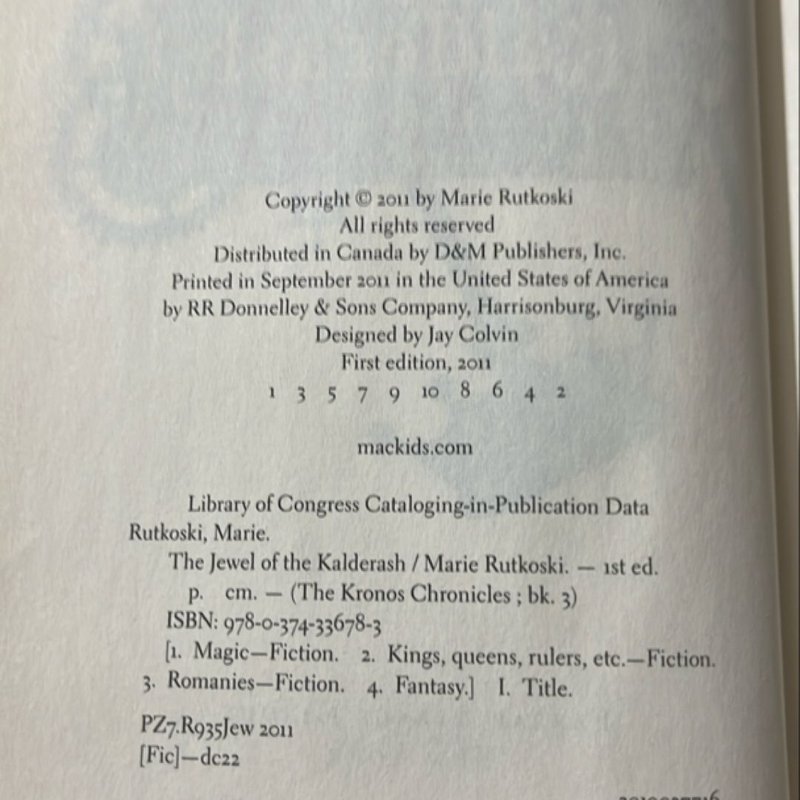 Copyright © 2011 by Marie Rutkoski
All rights reserved
Distributed in Canada by D&M Publishers, Inc.
Printed in September 2011 in the United States of America
by RR Donnelley & Sons Company, Harrisonburg, Virginia
Designed by Jay Colvin
First edition, 2011
1 3 5 7 9 10 8 6 4 2
mackids.com
Library of Congress Cataloging-in-Publication Data
Rutkoski, Marie.
The Jewel of the Kalderash / Marie Rutkoski. — 1st ed.
p. cm. — (The Kronos Chronicles ; bk. 3)
ISBN: 978-0-374-33678-3
[1. Magic—Fiction. 2. Kings, queens, rulers, etc.—Fiction.
3. Romanies—Fiction. 4. Fantasy.] I. Title.
PZ7.R935Jew 2011
[Fic]—dc22